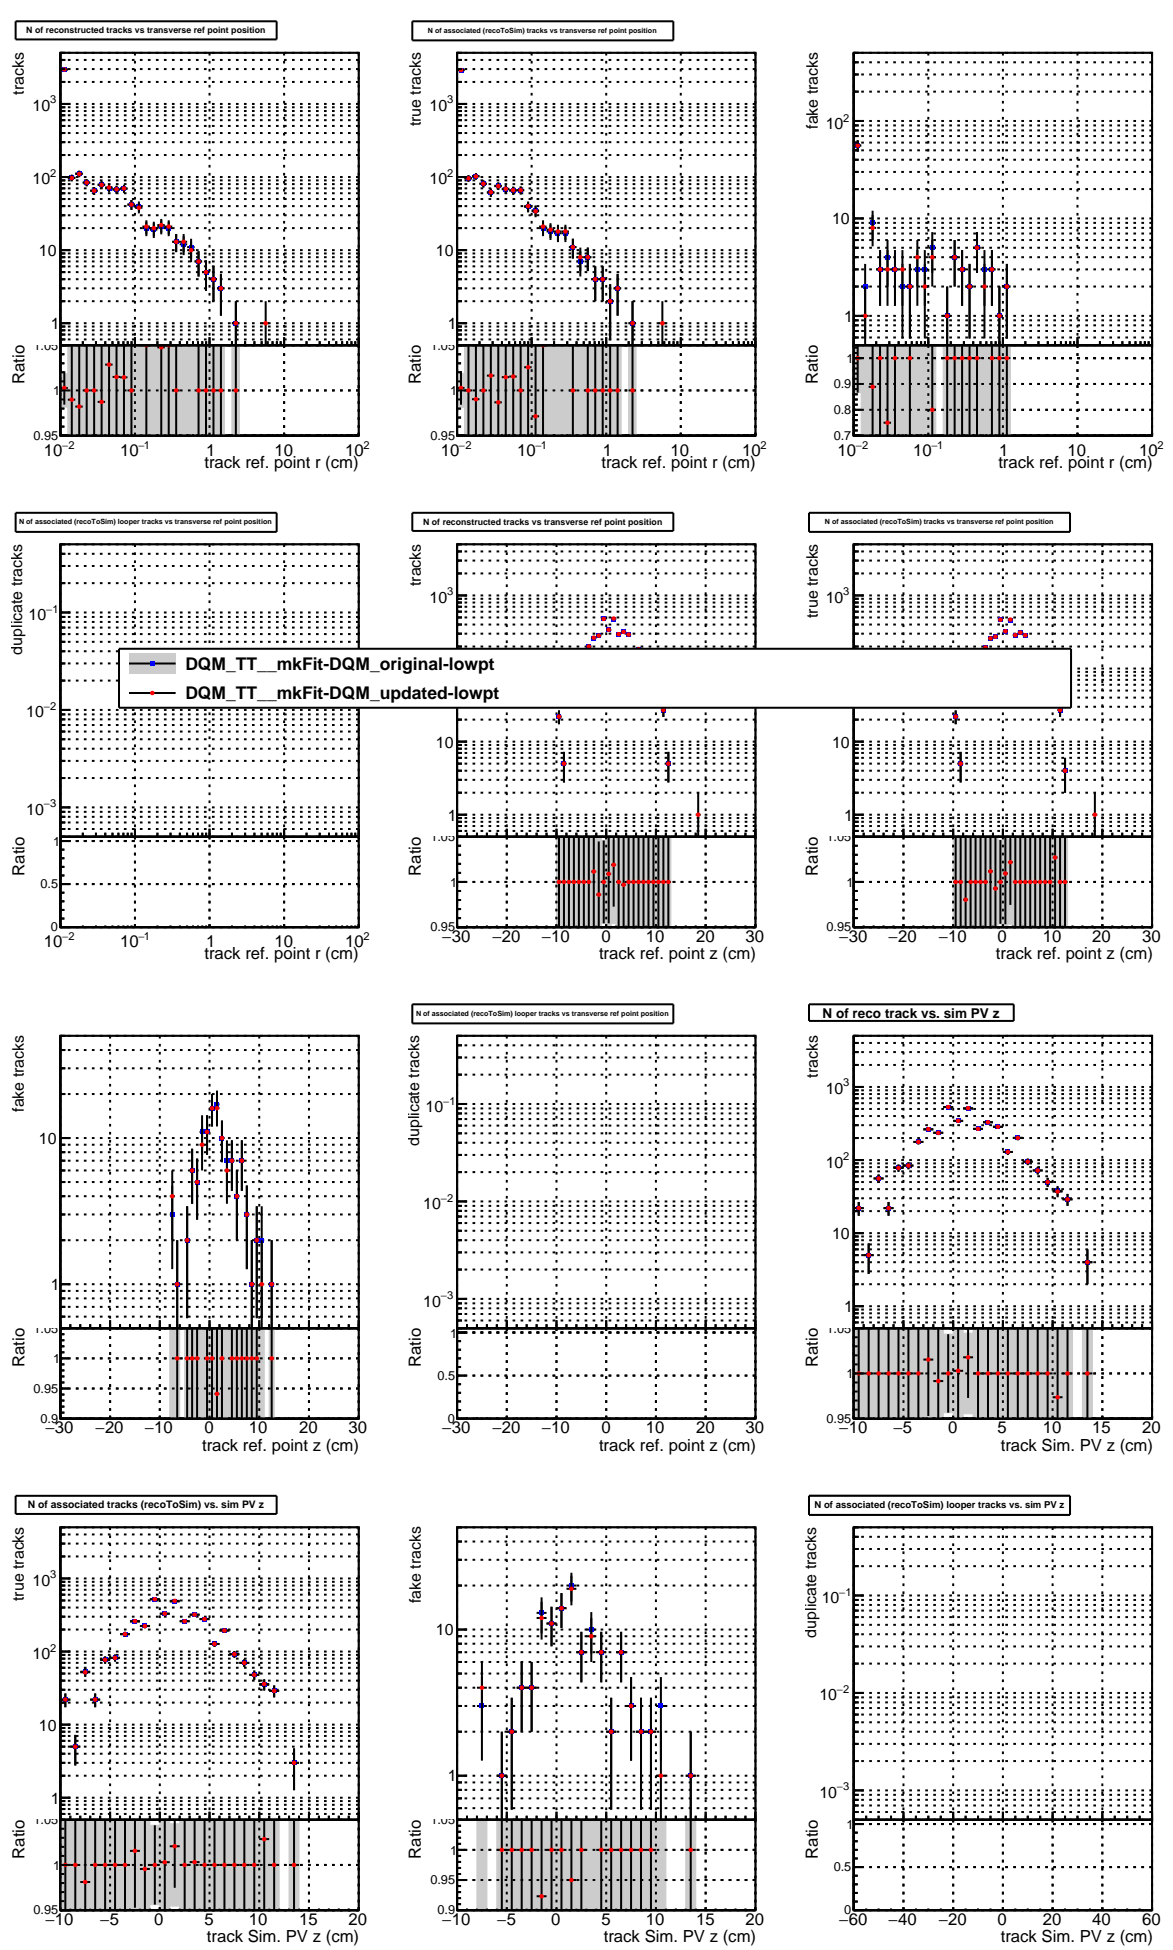 N of reconstructed tracks vs transverse ref point position
tracks
10³
10²
10
1
1.05
Ratio
1
0.95
10⁻² 10⁻¹ 1 10 10²
track ref. point r (cm)
N of associated (recoToSim) tracks vs transverse ref point position
true tracks
10³
10²
10
1
1.05
Ratio
1
0.95
10⁻² 10⁻¹ 1 10 10²
track ref. point r (cm)
fake tracks
10²
10
1
Ratio
1
0.9
0.8
0.7
10⁻² 10⁻¹ 1 10 10²
track ref. point r (cm)
N of associated (recoToSim) looper tracks vs transverse ref point position
duplicate tracks
10⁻¹
10⁻²
10⁻³
Ratio
1
0.5
0
10⁻² 10⁻¹ 1 10 10²
track ref. point r (cm)
N of reconstructed tracks vs transverse ref point position
tracks
10³
10
1
1.05
Ratio
1
0.95
−30 −20 −10 0 10 20 30
track ref. point z (cm)
N of associated (recoToSim) tracks vs transverse ref point position
true tracks
10³
10
1
1.05
Ratio
1
0.95
−30 −20 −10 0 10 20 30
track ref. point z (cm)
DQM_TT__mkFit-DQM_original-lowpt
DQM_TT__mkFit-DQM_updated-lowpt
fake tracks
10
1
1.05
Ratio
1
0.95
0.9
−30 −20 −10 0 10 20 30
track ref. point z (cm)
N of associated (recoToSim) looper tracks vs transverse ref point position
duplicate tracks
10⁻¹
10⁻²
10⁻³
Ratio
1
0.5
0
−30 −20 −10 0 10 20 30
track ref. point z (cm)
N of reco track vs. sim PV z
tracks
10³
10²
10
1
1.05
Ratio
1
0.95
−10 −5 0 5 10 15 20
track Sim. PV z (cm)
N of associated tracks (recoToSim) vs. sim PV z
true tracks
10³
10²
10
1
1.05
Ratio
1
0.95
−10 −5 0 5 10 15 20
track Sim. PV z (cm)
fake tracks
10
1
1.05
Ratio
1
0.95
0.9
−10 −5 0 5 10 15 20
track Sim. PV z (cm)
N of associated (recoToSim) looper tracks vs. sim PV z
duplicate tracks
10⁻¹
10⁻²
10⁻³
Ratio
1
0.5
0
−60 −40 −20 0 20 40 60
track Sim. PV z (cm)